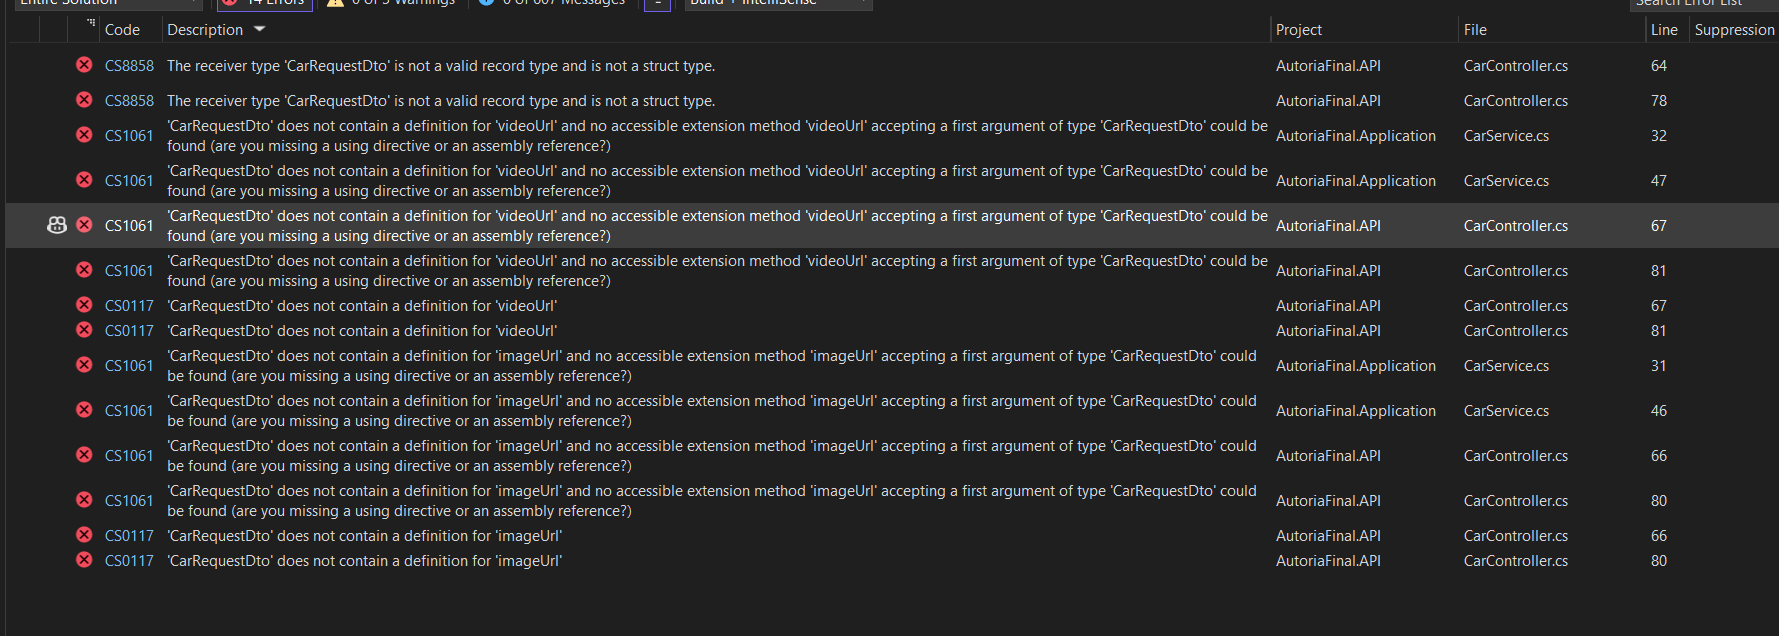 Entire Solution 14 Errors 0 of 5 Warnings 0 of 607 Messages Build + IntelliSense Search Error List
Code Description Project File Line Suppression
CS8858 The receiver type 'CarRequestDto' is not a valid record type and is not a struct type. AutoriaFinal.API CarController.cs 64
CS8858 The receiver type 'CarRequestDto' is not a valid record type and is not a struct type. AutoriaFinal.API CarController.cs 78
CS1061 'CarRequestDto' does not contain a definition for 'videoUrl' and no accessible extension method 'videoUrl' accepting a first argument of type 'CarRequestDto' could be AutoriaFinal.Application CarService.cs 32
found (are you missing a using directive or an assembly reference?)
CS1061 'CarRequestDto' does not contain a definition for 'videoUrl' and no accessible extension method 'videoUrl' accepting a first argument of type 'CarRequestDto' could be AutoriaFinal.Application CarService.cs 47
found (are you missing a using directive or an assembly reference?)
CS1061 'CarRequestDto' does not contain a definition for 'videoUrl' and no accessible extension method 'videoUrl' accepting a first argument of type 'CarRequestDto' could be AutoriaFinal.API CarController.cs 67
found (are you missing a using directive or an assembly reference?)
CS1061 'CarRequestDto' does not contain a definition for 'videoUrl' and no accessible extension method 'videoUrl' accepting a first argument of type 'CarRequestDto' could be AutoriaFinal.API CarController.cs 81
found (are you missing a using directive or an assembly reference?)
CS0117 'CarRequestDto' does not contain a definition for 'videoUrl' AutoriaFinal.API CarController.cs 67
CS0117 'CarRequestDto' does not contain a definition for 'videoUrl' AutoriaFinal.API CarController.cs 81
CS1061 'CarRequestDto' does not contain a definition for 'imageUrl' and no accessible extension method 'imageUrl' accepting a first argument of type 'CarRequestDto' could AutoriaFinal.Application CarService.cs 31
be found (are you missing a using directive or an assembly reference?)
CS1061 'CarRequestDto' does not contain a definition for 'imageUrl' and no accessible extension method 'imageUrl' accepting a first argument of type 'CarRequestDto' could AutoriaFinal.Application CarService.cs 46
be found (are you missing a using directive or an assembly reference?)
CS1061 'CarRequestDto' does not contain a definition for 'imageUrl' and no accessible extension method 'imageUrl' accepting a first argument of type 'CarRequestDto' could AutoriaFinal.API CarController.cs 66
be found (are you missing a using directive or an assembly reference?)
CS1061 'CarRequestDto' does not contain a definition for 'imageUrl' and no accessible extension method 'imageUrl' accepting a first argument of type 'CarRequestDto' could AutoriaFinal.API CarController.cs 80
be found (are you missing a using directive or an assembly reference?)
CS0117 'CarRequestDto' does not contain a definition for 'imageUrl' AutoriaFinal.API CarController.cs 66
CS0117 'CarRequestDto' does not contain a definition for 'imageUrl' AutoriaFinal.API CarController.cs 80